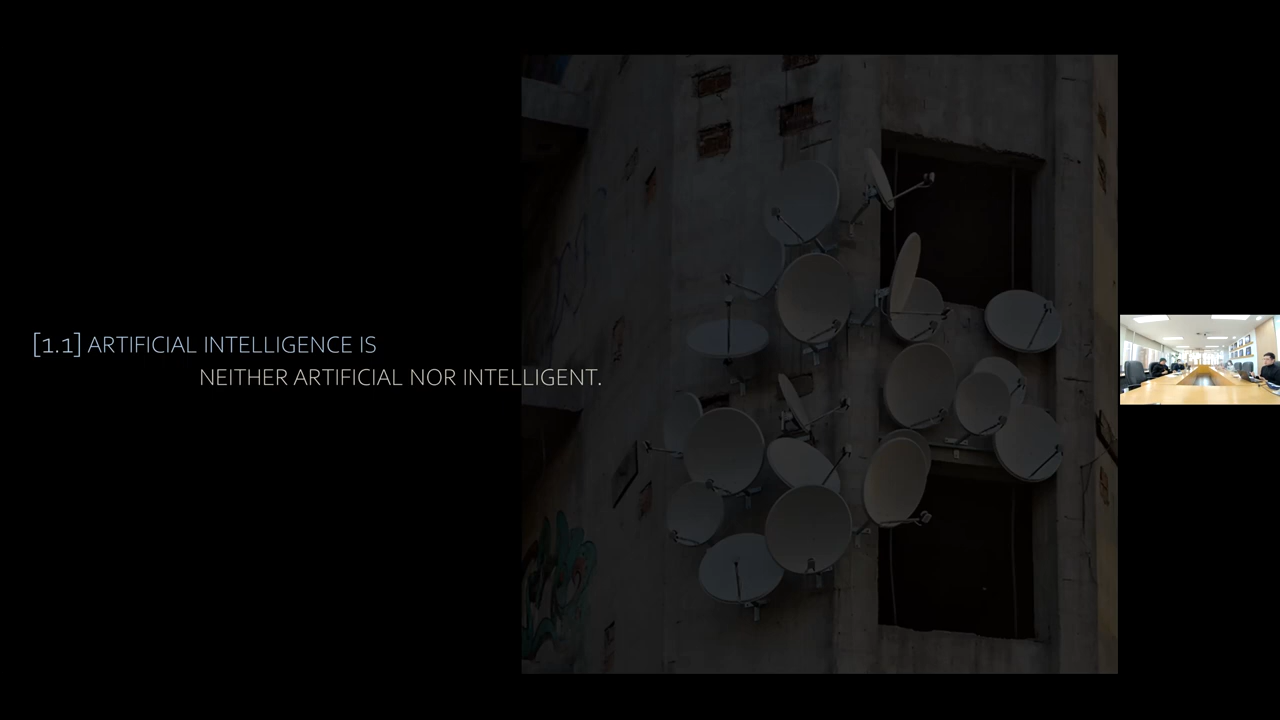 [1.1] ARTIFICIAL INTELLIGENCE IS
NEITHER ARTIFICIAL NOR INTELLIGENT.